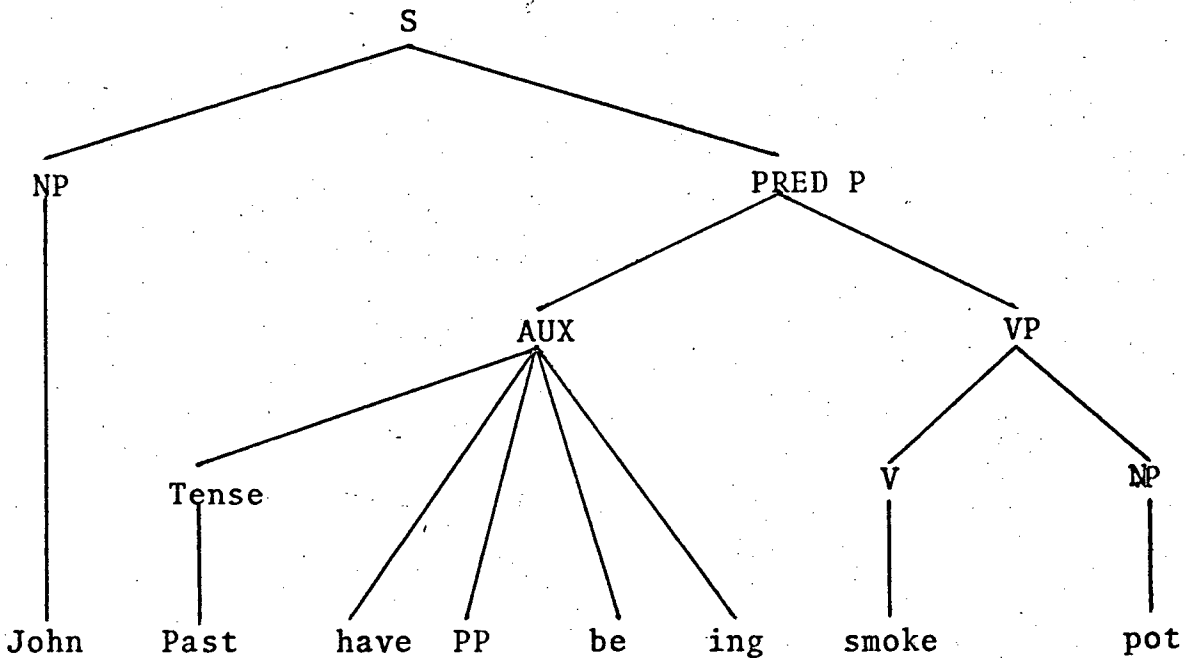 S
NP PRED P
AUX VP
Tense V NP
John Past have PP be ing smoke pot